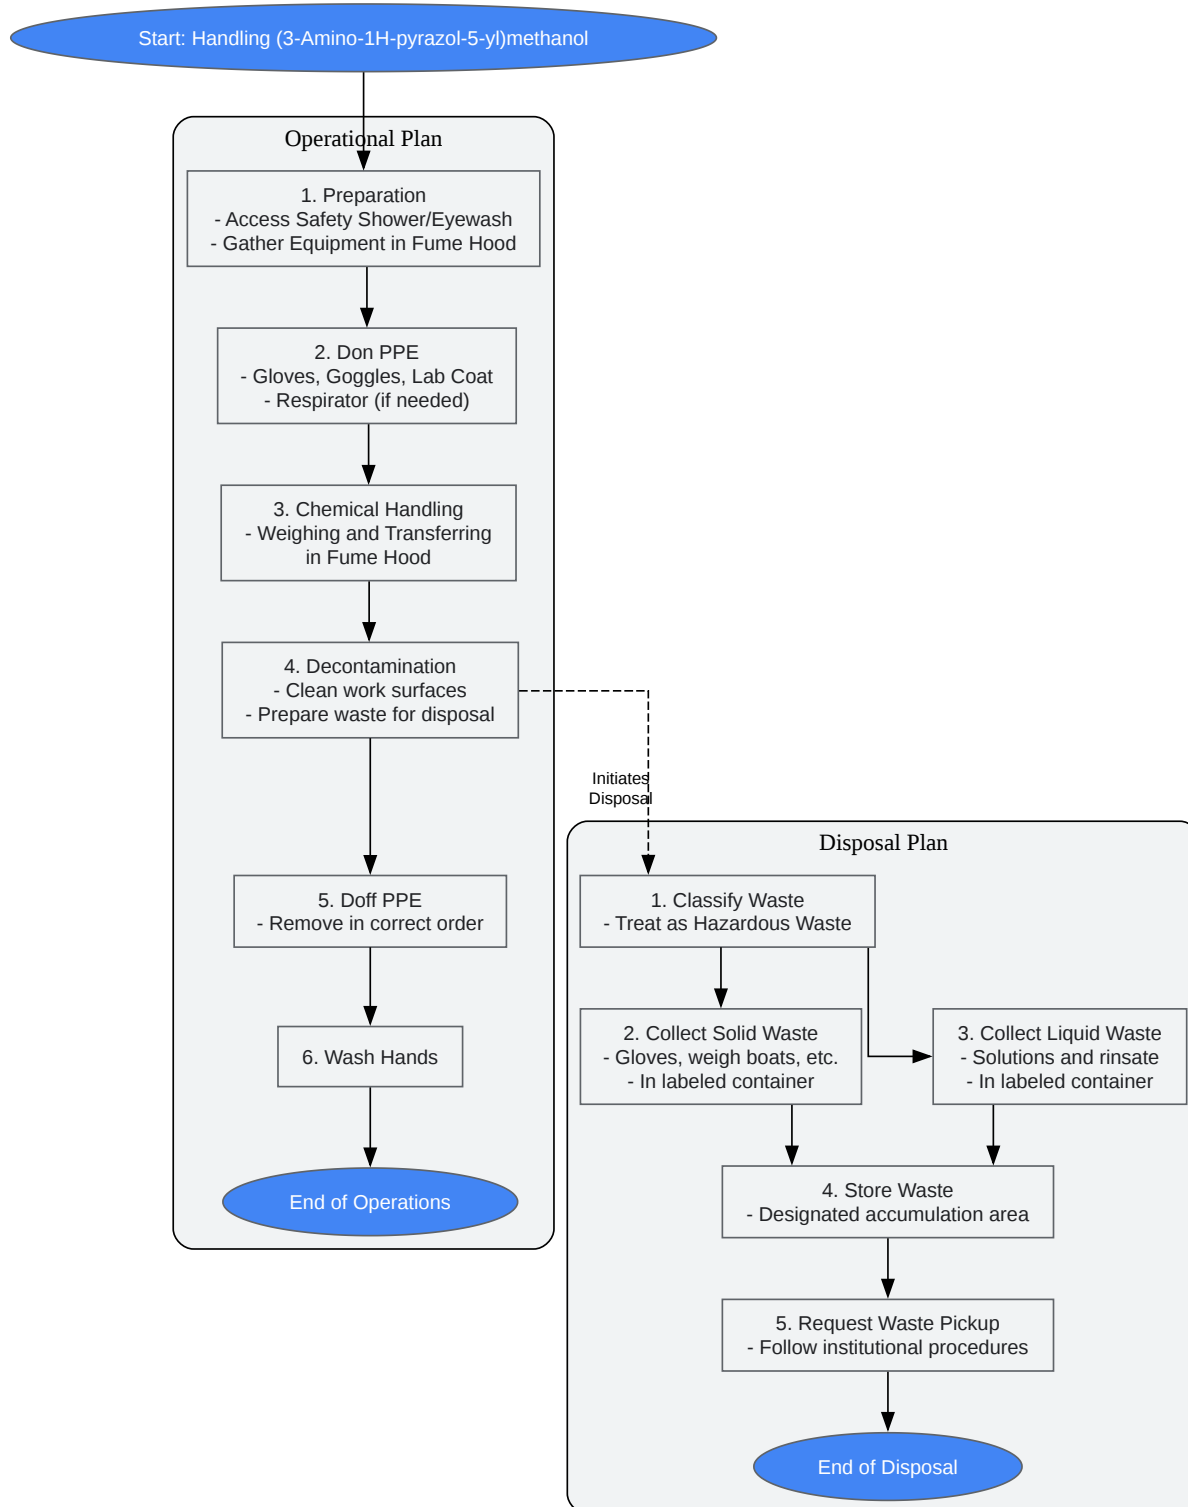 Start: Handling (3-Amino-1H-pyrazol-5-yl)methanol
Operational Plan
1. Preparation
- Access Safety Shower/Eyewash
- Gather Equipment in Fume Hood
2. Don PPE
- Gloves, Goggles, Lab Coat
- Respirator (if needed)
3. Chemical Handling
- Weighing and Transferring
in Fume Hood
4. Decontamination
- Clean work surfaces
- Prepare waste for disposal
Initiates
Disposal
5. Doff PPE
- Remove in correct order
6. Wash Hands
End of Operations
Disposal Plan
1. Classify Waste
- Treat as Hazardous Waste
2. Collect Solid Waste
- Gloves, weigh boats, etc.
- In labeled container
3. Collect Liquid Waste
- Solutions and rinsate
- In labeled container
4. Store Waste
- Designated accumulation area
5. Request Waste Pickup
- Follow institutional procedures
End of Disposal